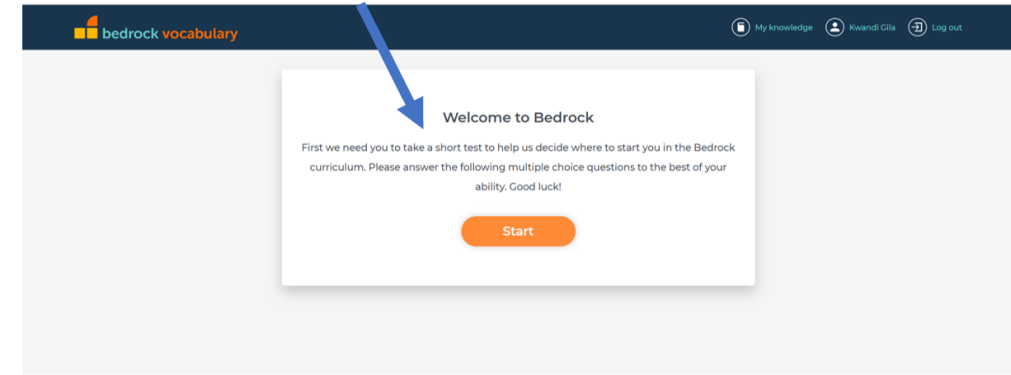 bedrock vocabulary
My knowledge Kwandi Gila Log out
Welcome to Bedrock
First we need you to take a short test to help us decide where to start you in the Bedrock
curriculum. Please answer the following multiple choice questions to the best of your
ability. Good luck!
Start